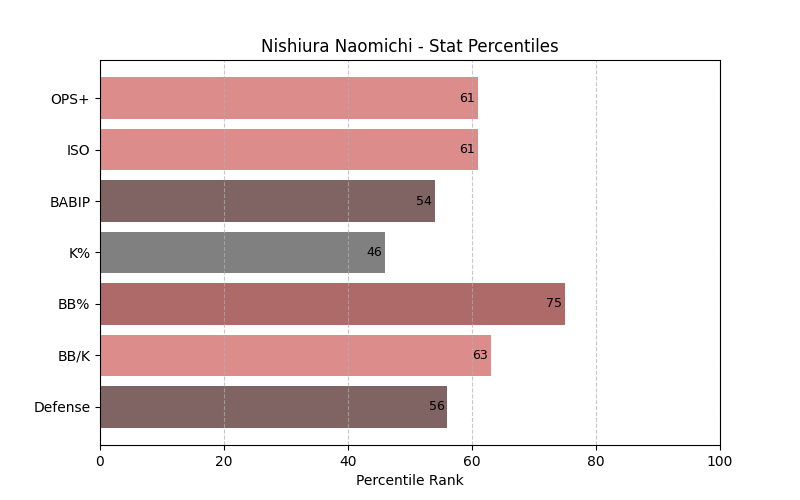 Nishiura Naomichi - Stat Percentiles
OPS+ 61
ISO 61
BABIP 54
K% 46
BB% 75
BB/K 63
Defense 56
0 20 40 60 80 100
Percentile Rank